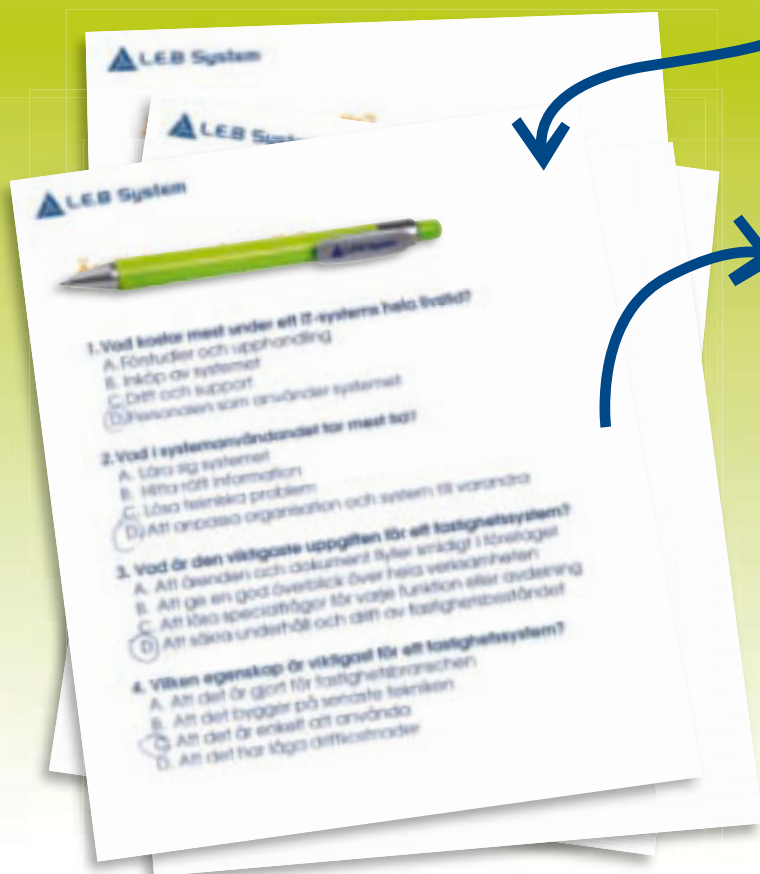 L.E.B System
L.E.B
L.E.B System
L.E.B System
1. Vad kostar mest under ett IT-systems hela livstid?
A. Förstudier och upphandling
B. Inköp av systemet
C. Drift och support
D. Personalen som använder systemet
2. Vad i systemanvändandet tar mest tid?
A. Lära sig systemet
B. Hitta rätt information
C. Lösa tekniska problem
D. Att anpassa organisation och system till varandra
3. Vad är den viktigaste uppgiften för ett fastighetssystem?
A. Att ärenden och dokument flyter smidigt i företaget
B. Att ge en god överblick över hela verksamheten
C. Att lösa specialfrågor för varje funktion eller avdelning
D. Att säkra underhåll och drift av fastighetsbeståndet
4. Vilken egenskap är viktigast för ett fastighetssystem?
A. Att det är gjort för fastighetsbranschen
B. Att det bygger på senaste tekniken
C. Att det är enkelt att använda
D. Att det har låga driftkostnader